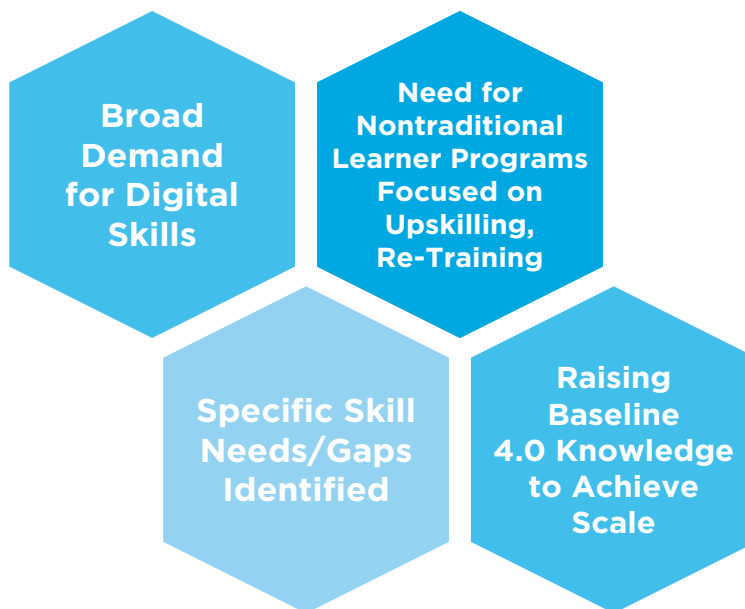 Broad
Demand
for Digital
Skills
Need for
Nontraditional
Learner Programs
Focused on
Upskilling,
Re-Training
Specific Skill
Needs/Gaps
Identified
Raising
Baseline
4.0 Knowledge
to Achieve
Scale